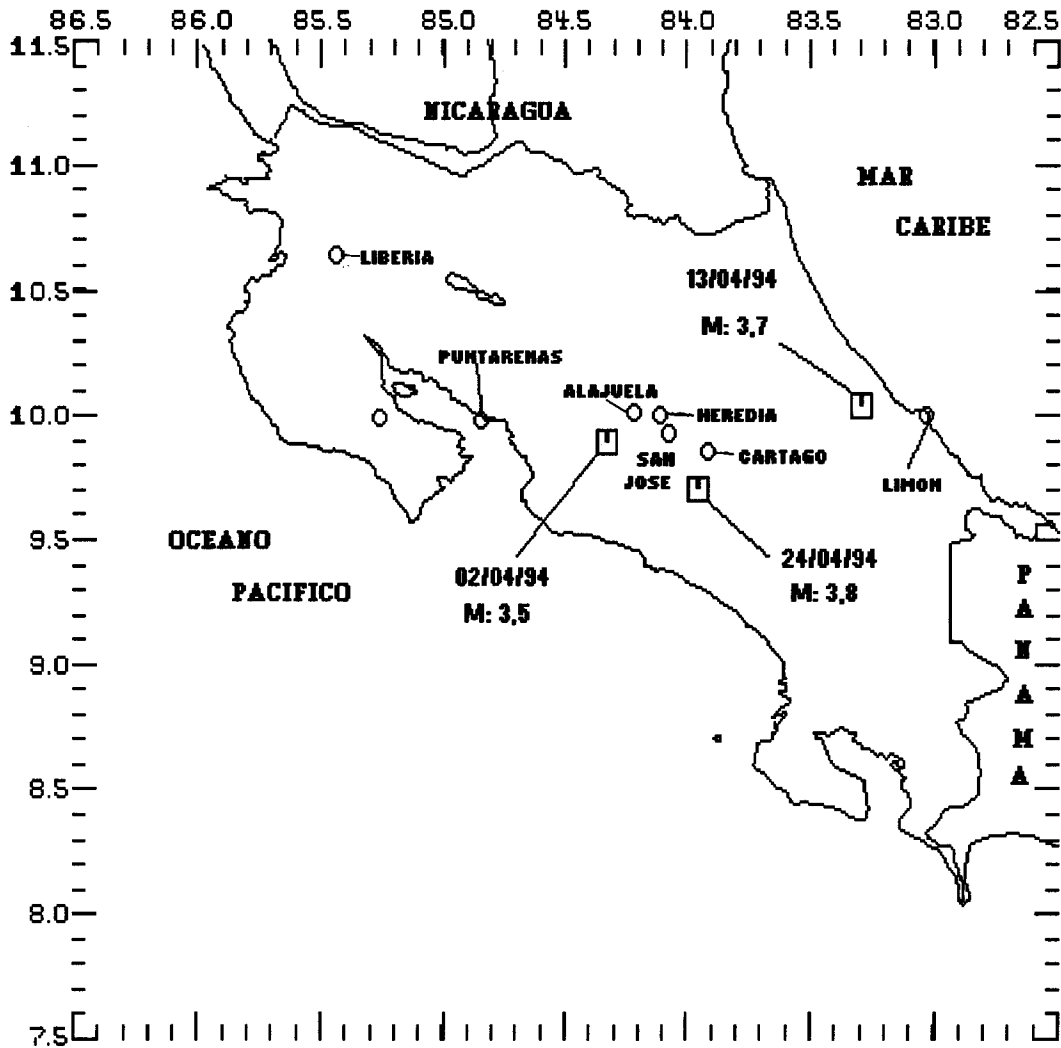 86.5 86.0 85.5 85.0 84.5 84.0 83.5 83.0 82.5
11.5
NICARAGUA
11.0
MAR
CARIBE
LIBERIA
13/04/94
10.5
M: 3,7
PUNTARENAS
ALAJUELA
10.0
HEREDIA
SAN
JOSE
CARTAGO
LIMON
9.5
OCEANO
PACIFICO
02/04/94
M: 3,5
24/04/94
M: 3,8
P
A
N
A
M
A
9.0
8.5
8.0
7.5